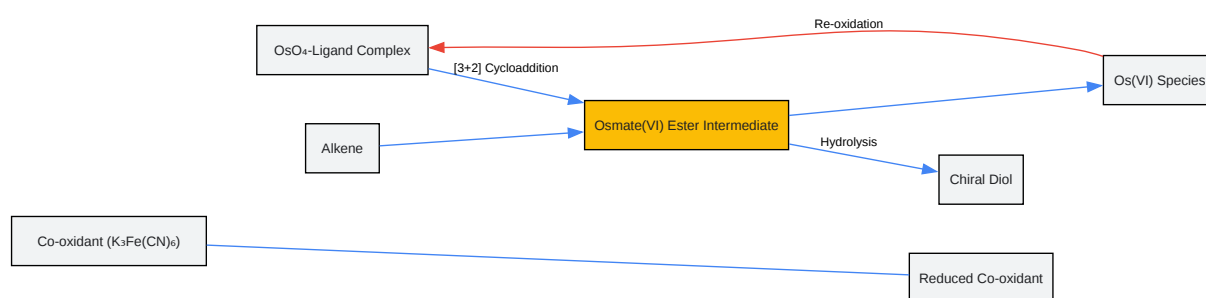 Re-oxidation
OsO₄-Ligand Complex
[3+2] Cycloaddition
Os(VI) Species
Osmate(VI) Ester Intermediate
Alkene
Hydrolysis
Chiral Diol
Co-oxidant (K₃Fe(CN)₆)
Reduced Co-oxidant